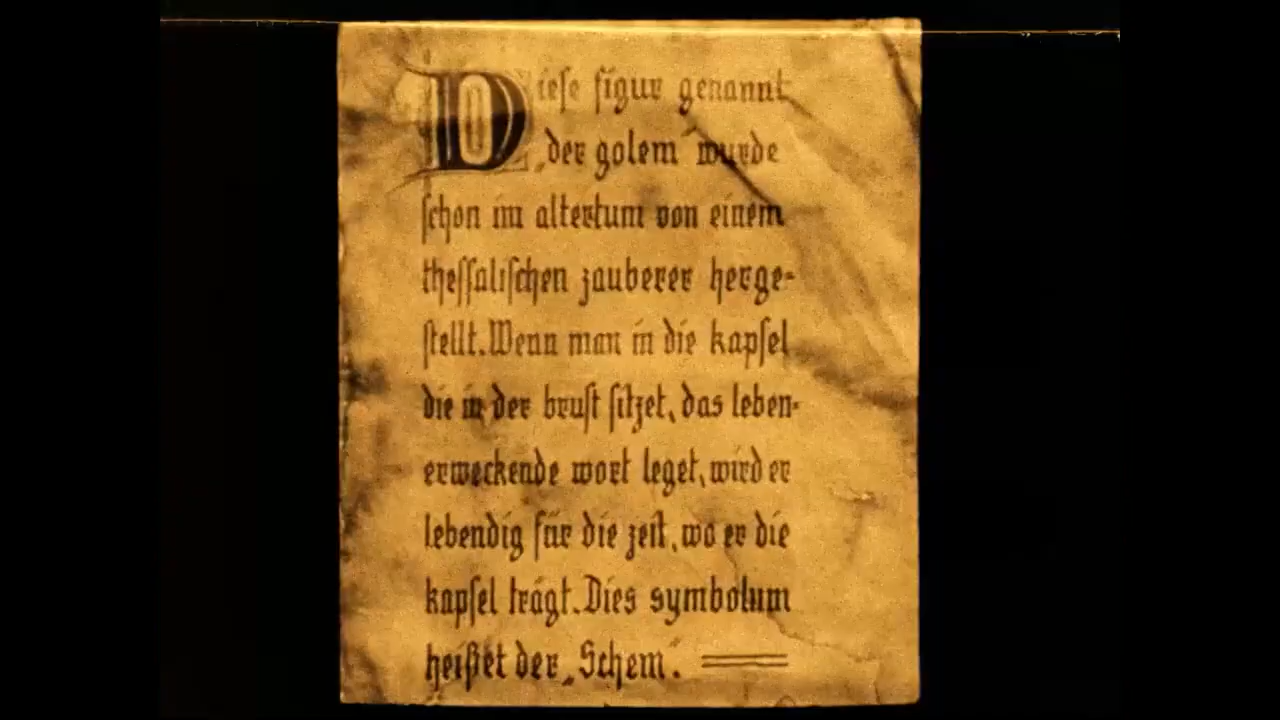 Diese figur genannt
„der golem“ wurde
schon im altertum von einem
thessalischen zauberer herge-
stellt. Wenn man in die kapsel
die in der brust sitzet, das leben-
erweckende wort leget, wird er
lebendig für die zeit, wo er die
kapsel trägt. Dies symbolum
heißet der „Schem“.